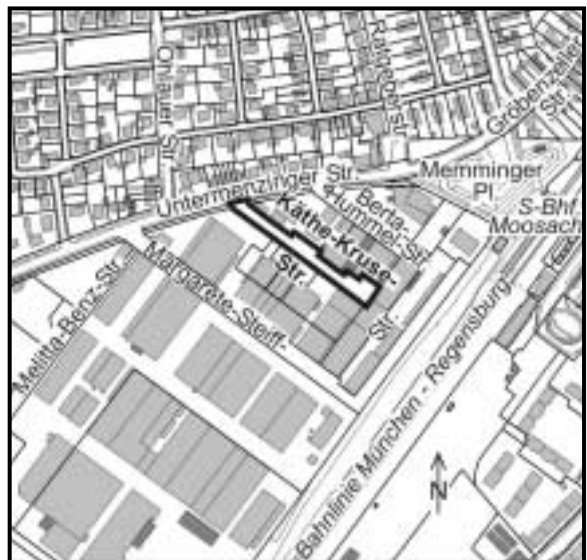 Ohlauer Str.
Gröbenzeller
Str.
Untermenzinger Str.
Memminger
Pl
S-Bhf
Moosach
Berta-
Hummel-Str.
Käthe-Kruse-
Str.
Margarete-Steiff-
Str.
Melitta-Benz-Str.
Bahnlinie München - Regensburg
N